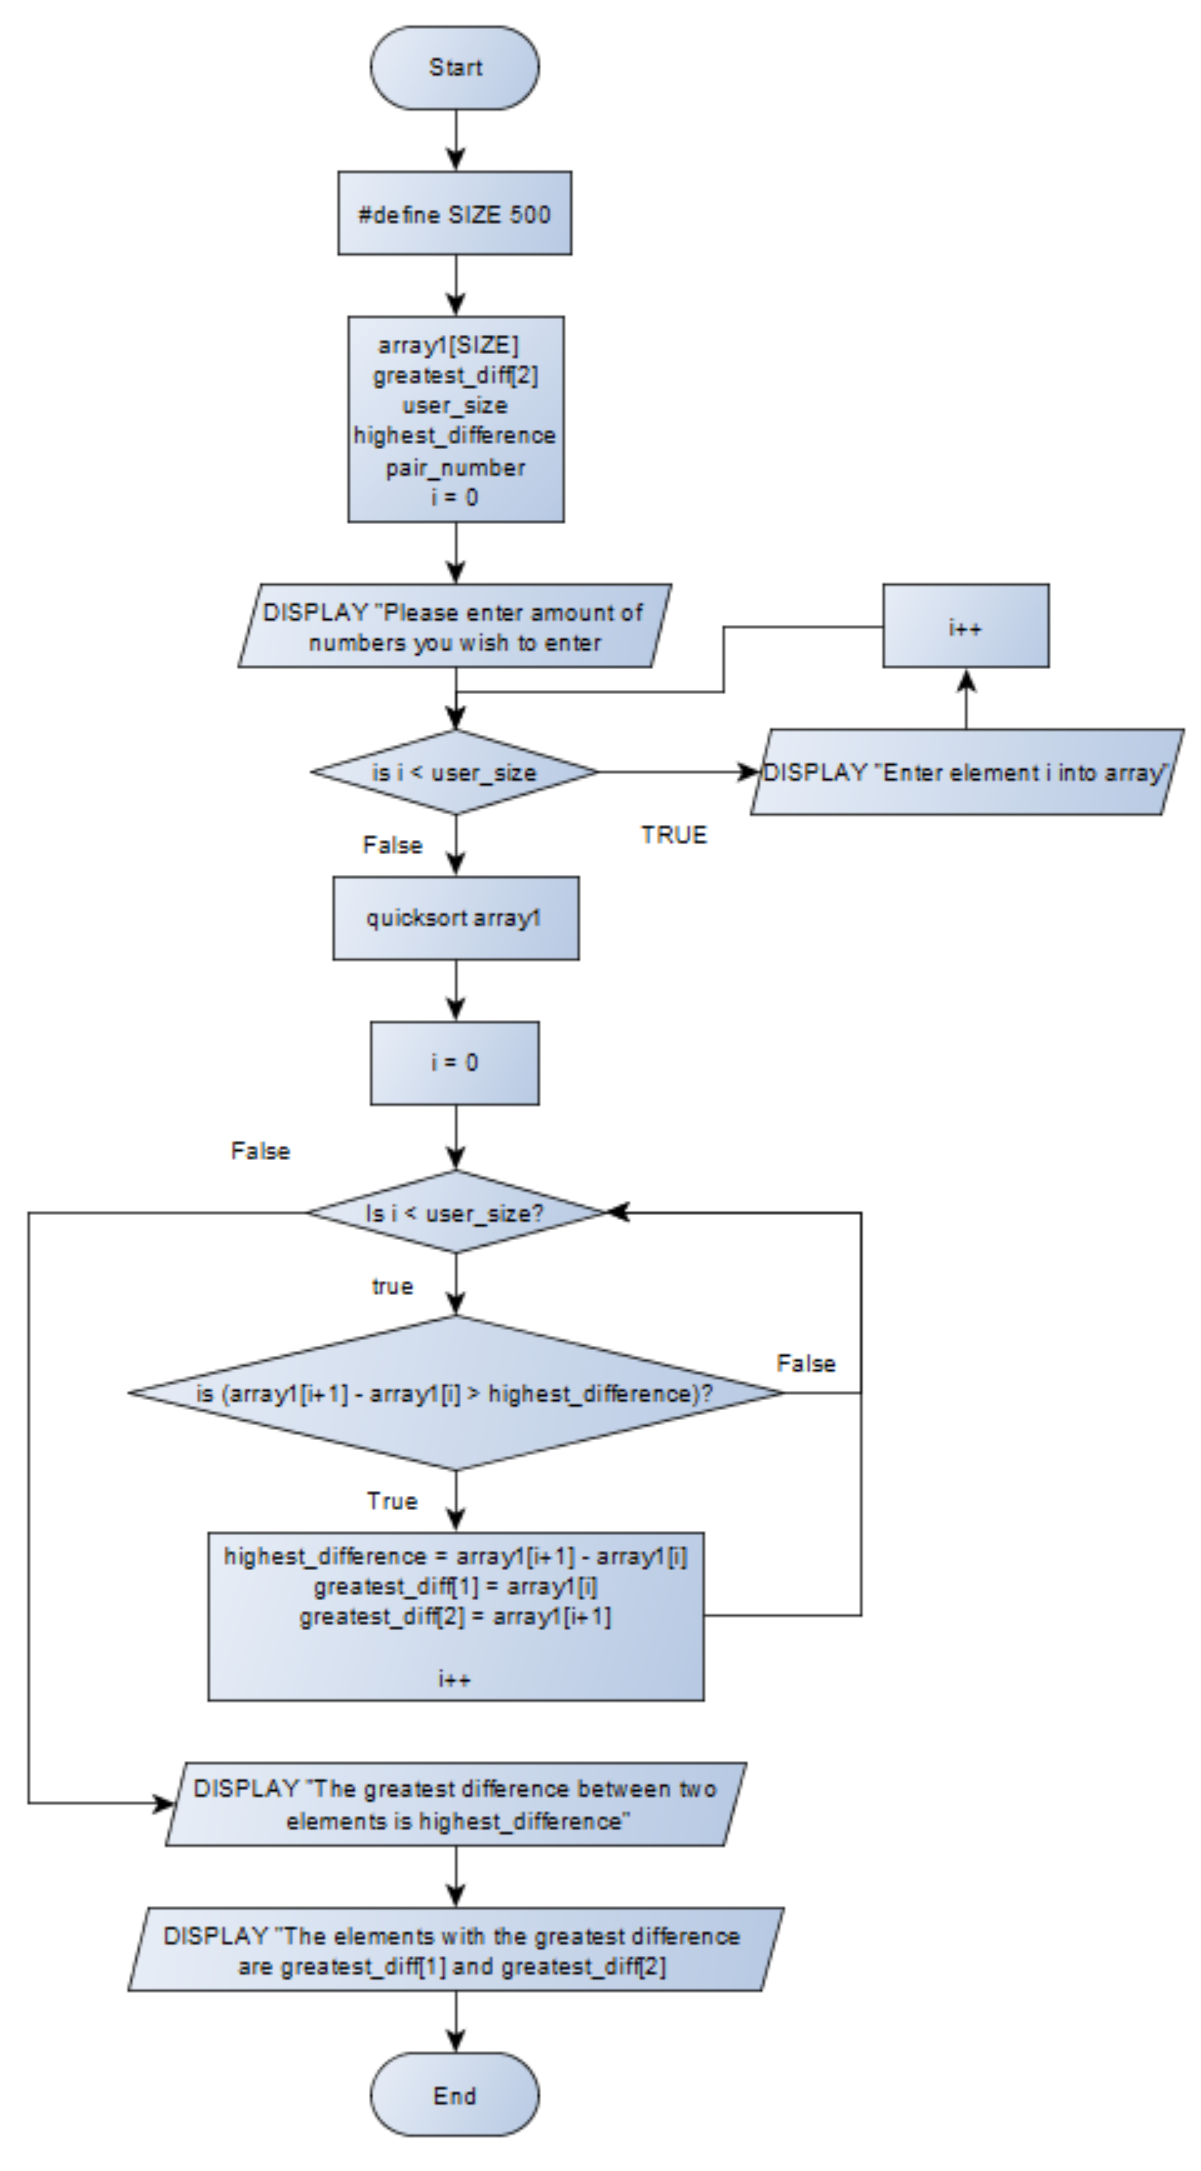 Start
#define SIZE 500
array1[SIZE]
greatest_diff[2]
user_size
highest_difference
pair_number
i = 0
DISPLAY "Please enter amount of
numbers you wish to enter
i++
is i < user_size
DISPLAY "Enter element i into array"
False
TRUE
quicksort array1
i = 0
False
Is i < user_size?
true
False
is (array1[i+1] - array1[i] > highest_difference)?
True
highest_difference = array1[i+1] - array1[i]
greatest_diff[1] = array1[i]
greatest_diff[2] = array1[i+1]
i++
DISPLAY "The greatest difference between two
elements is highest_difference"
DISPLAY "The elements with the greatest difference
are greatest_diff[1] and greatest_diff[2]
End